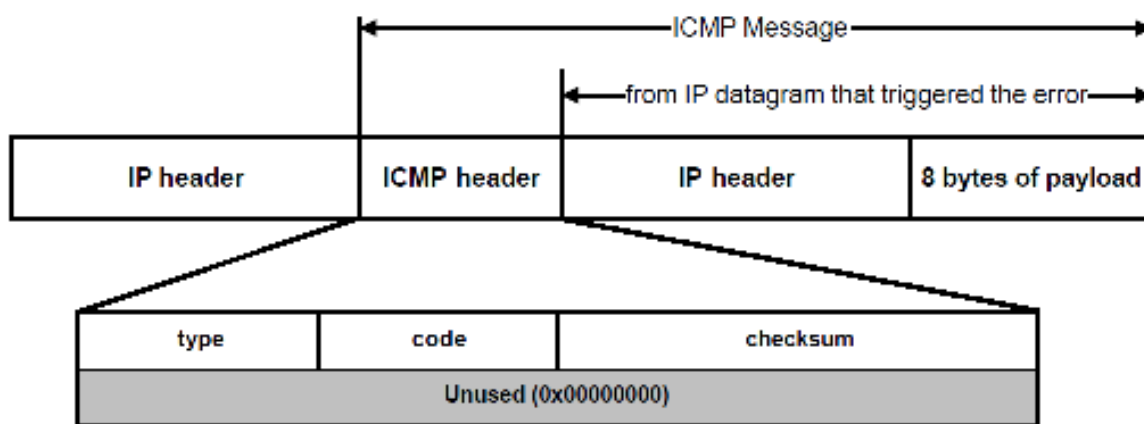 ICMP Message
from IP datagram that triggered the error
IP header
ICMP header
IP header
8 bytes of payload
type
code
checksum
Unused (0x00000000)